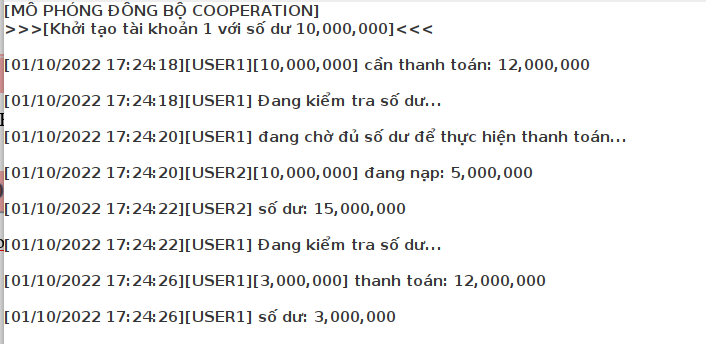 [MÔ PHỎNG ĐỒNG BỘ COOPERATION]
>>>[Khởi tạo tài khoản 1 với số dư 10,000,000]<<<
[01/10/2022 17:24:18][USER1][10,000,000] cần thanh toán: 12,000,000
[01/10/2022 17:24:18][USER1] Đang kiểm tra số dư...
[01/10/2022 17:24:20][USER1] đang chờ đủ số dư để thực hiện thanh toán...
[01/10/2022 17:24:20][USER2][10,000,000] đang nạp: 5,000,000
[01/10/2022 17:24:22][USER2] số dư: 15,000,000
[01/10/2022 17:24:22][USER1] Đang kiểm tra số dư...
[01/10/2022 17:24:26][USER1][3,000,000] thanh toán: 12,000,000
[01/10/2022 17:24:26][USER1] số dư: 3,000,000